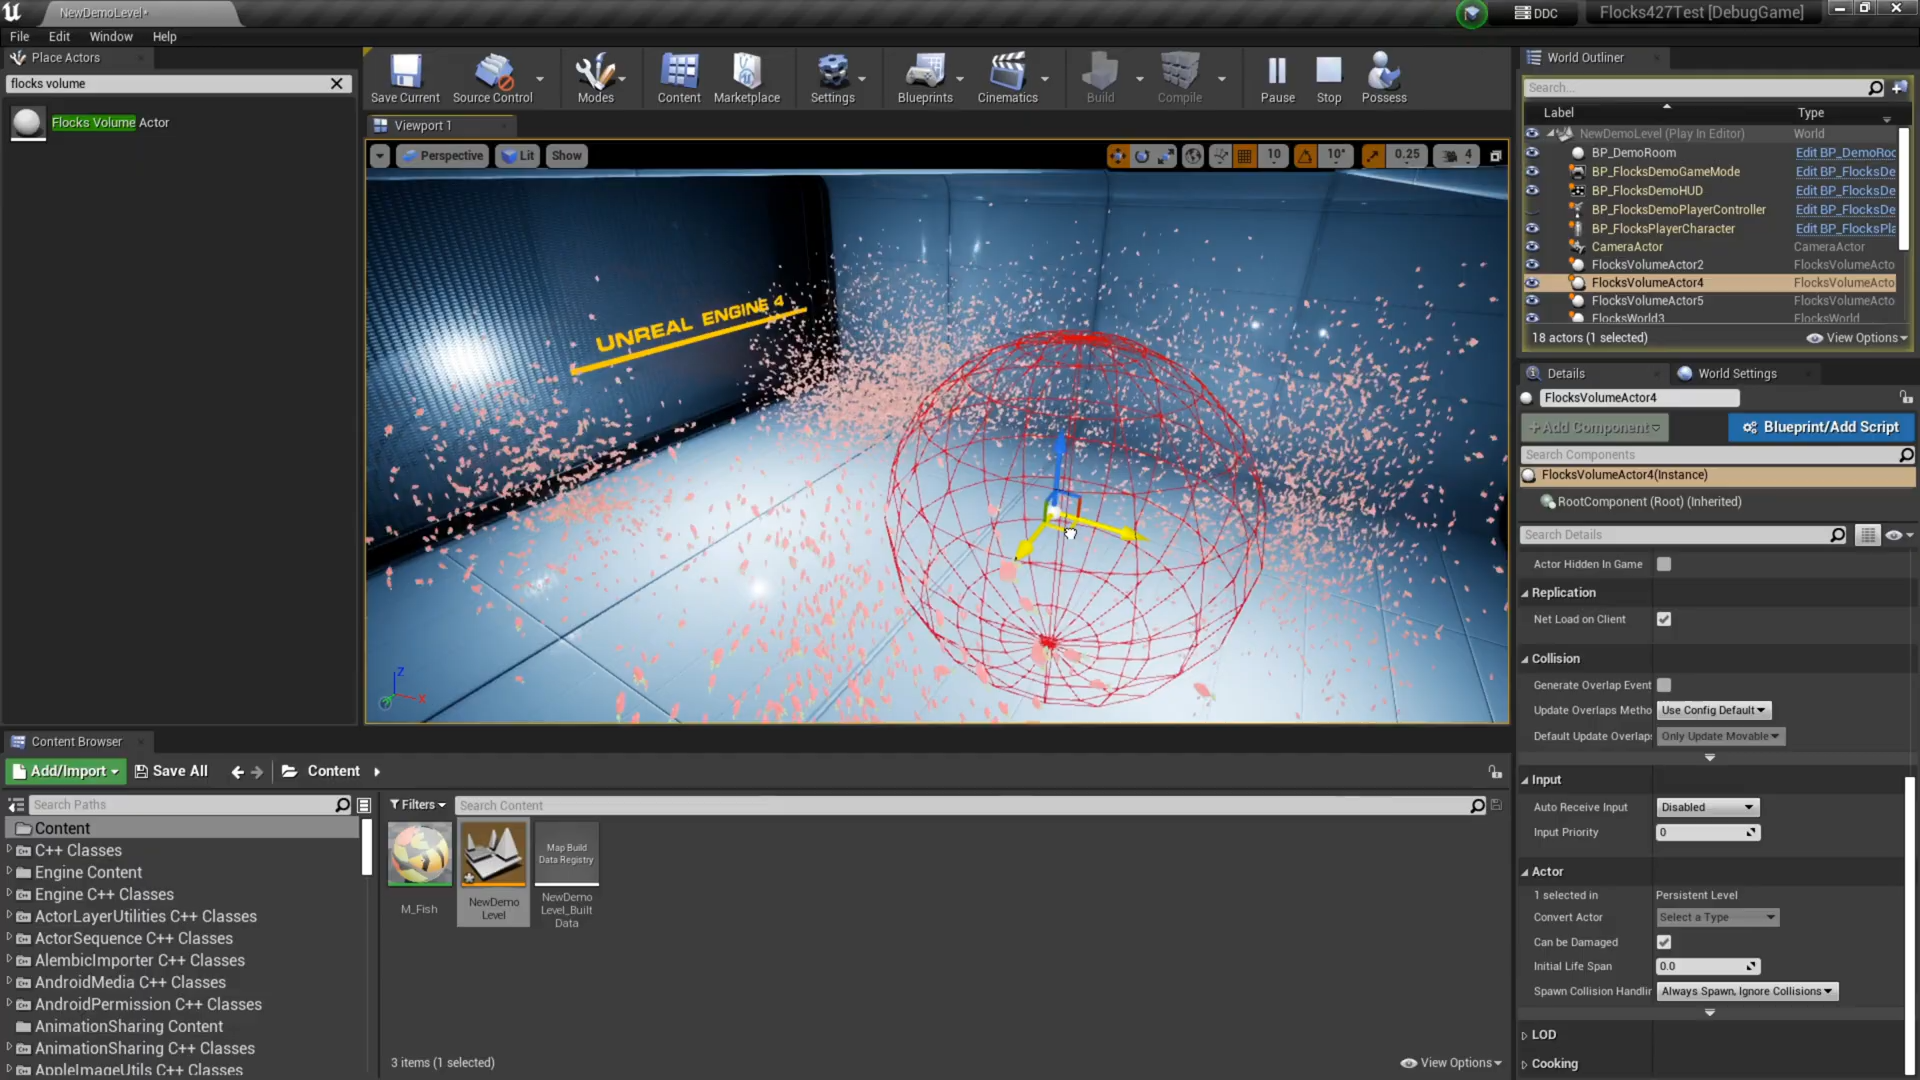 NewDemoLevel*
DDC
Flocks427Test [DebugGame]
File
Edit
Window
Help
Place Actors
flocks volume
Flocks Volume Actor
Save Current
Source Control
Modes
Content
Marketplace
Settings
Blueprints
Cinematics
Build
Compile
Pause
Stop
Possess
Viewport 1
Perspective
Lit
Show
10
10°
0.25
4
UNREAL ENGINE 4
Z
X
World Outliner
Search...
Label
Type
NewDemoLevel (Play In Editor)
World
BP_DemoRoom
Edit BP_DemoRoo
BP_FlocksDemoGameMode
Edit BP_FlocksDe
BP_FlocksDemoHUD
Edit BP_FlocksDe
BP_FlocksDemoPlayerController
Edit BP_FlocksDe
BP_FlocksPlayerCharacter
Edit BP_FlocksPla
CameraActor
CameraActor
FlocksVolumeActor2
FlocksVolumeActo
FlocksVolumeActor4
FlocksVolumeActo
FlocksVolumeActor5
FlocksVolumeActo
FlocksWorld3
FlocksWorld
18 actors (1 selected)
View Options
Details
World Settings
FlocksVolumeActor4
+Add Component
Blueprint/Add Script
Search Components
FlocksVolumeActor4(Instance)
RootComponent (Root) (Inherited)
Search Details
Actor Hidden In Game
Replication
Net Load on Client
Collision
Generate Overlap Event
Update Overlaps Metho
Use Config Default
Default Update Overlap
Only Update Movable
Input
Auto Receive Input
Disabled
Input Priority
0
Actor
1 selected in
Persistent Level
Convert Actor
Select a Type
Can be Damaged
Initial Life Span
0.0
Spawn Collision Handlin
Always Spawn, Ignore Collisions
LOD
Cooking
Content Browser
Add/Import
Save All
Content
Search Paths
Filters
Search Content
Content
C++ Classes
Engine Content
Engine C++ Classes
ActorLayerUtilities C++ Classes
ActorSequence C++ Classes
AlembicImporter C++ Classes
AndroidMedia C++ Classes
AndroidPermission C++ Classes
AnimationSharing Content
AnimationSharing C++ Classes
AppleImageUtils C++ Classes
M_Fish
NewDemo
Level
Map Build
Data Registry
NewDemo
Level_Built
Data
3 items (1 selected)
View Options